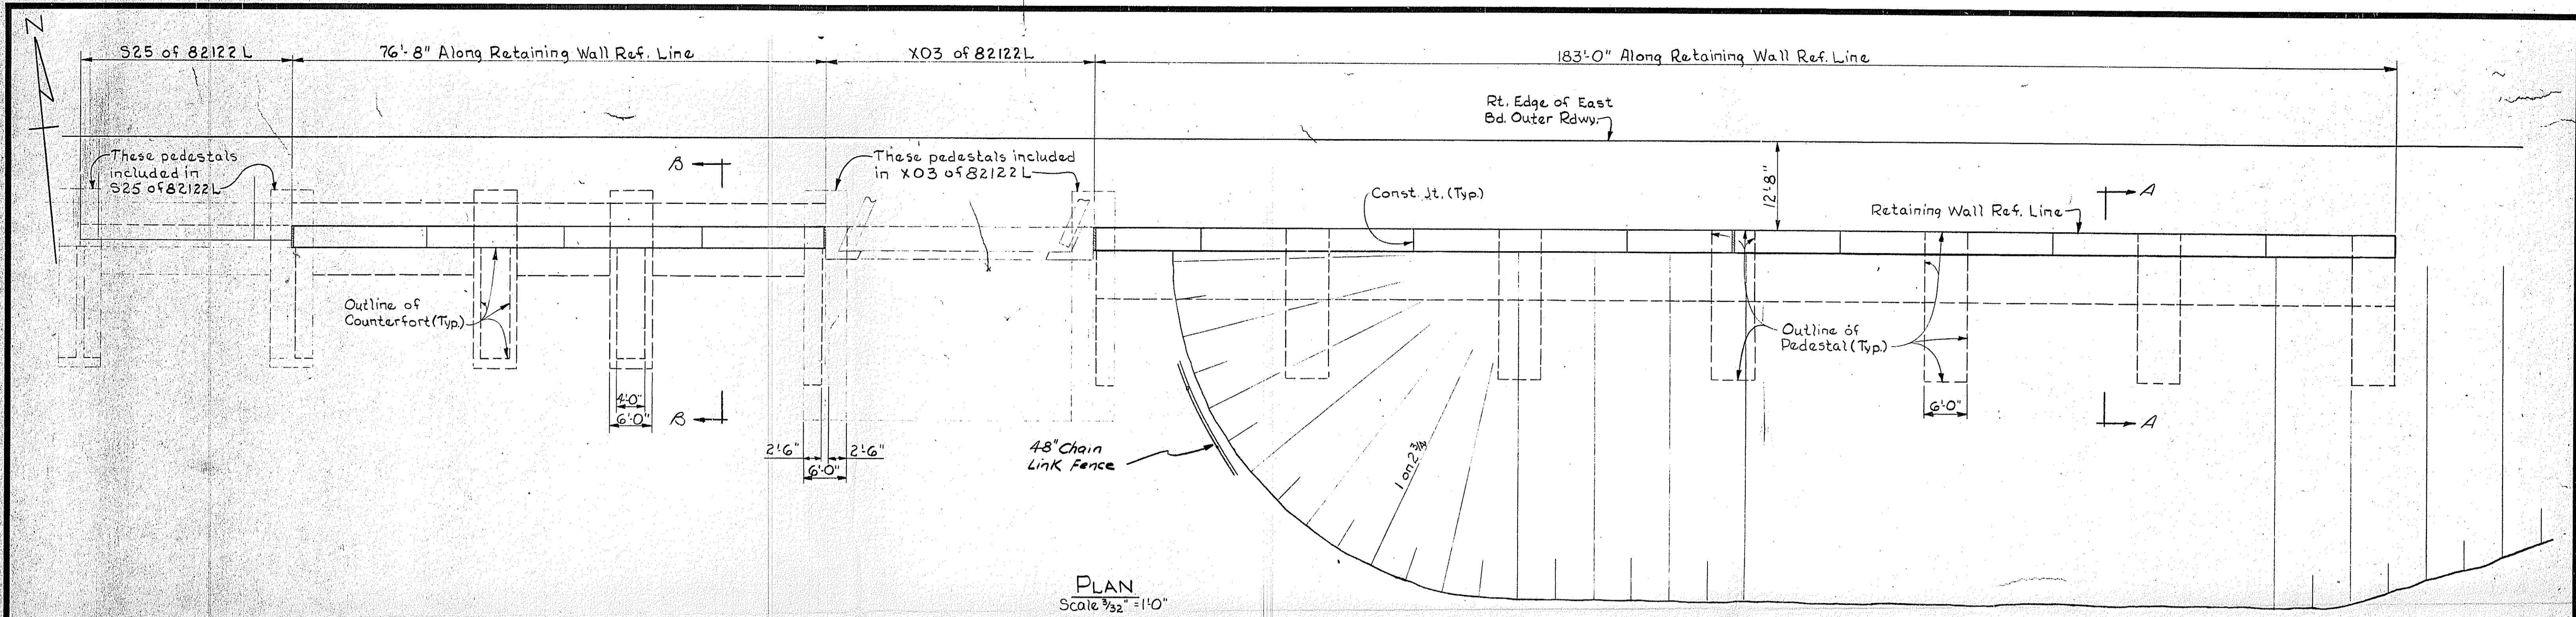 N
S25 of 82122L
76'-8" Along Retaining Wall Ref. Line
X03 of 82122L
183'-0" Along Retaining Wall Ref. Line
Rt. Edge of East
Bd. Outer Rdwy.
These pedestals
included in
S25 of 82122L
B
These pedestals included
in X03 of 82122L
Const. Jt. (Typ.)
12'-8"
A
Retaining Wall Ref. Line
Outline of
Counterfort (Typ.)
Outline of
Pedestal (Typ.)
4'-0"
6'-0"
B
6'-0"
A
2'-6"
2'-6"
6'-0"
48" Chain
Link Fence
1 on 2 3/4
PLAN
Scale 3/32" = 1'-0"